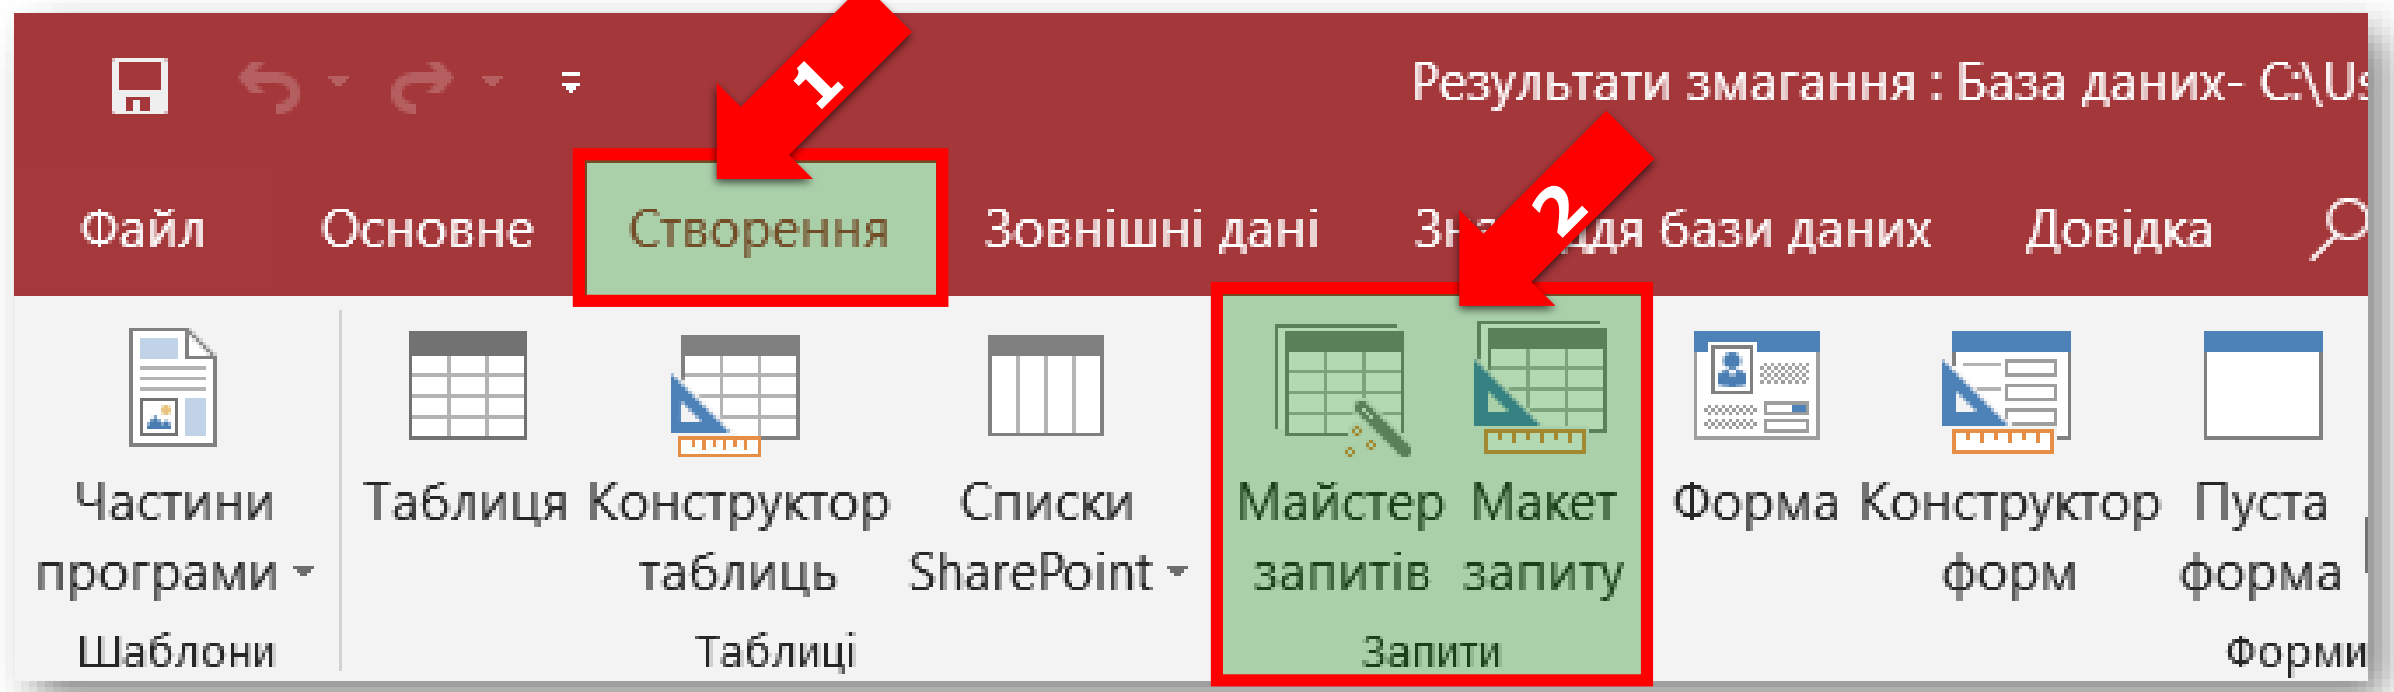 1
Результати змагання : База даних- C:\Us
2
Файл Основне Створення Зовнішні дані бази даних Довідка
Частини програми
Таблиця
Конструктор таблиць
Списки SharePoint
Майстер запитів
Макет запиту
Форма
Конструктор форм
Пуста форма
Шаблони Таблиці Запити Форми